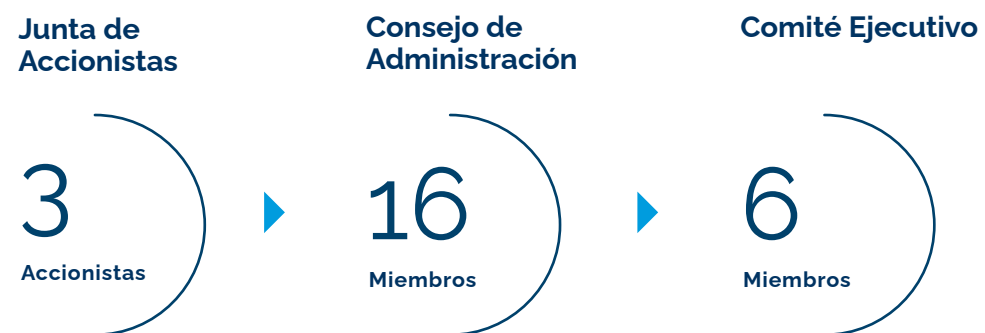 Junta de
Accionistas
3
Accionistas
Consejo de
Administración
16
Miembros
Comité Ejecutivo
6
Miembros